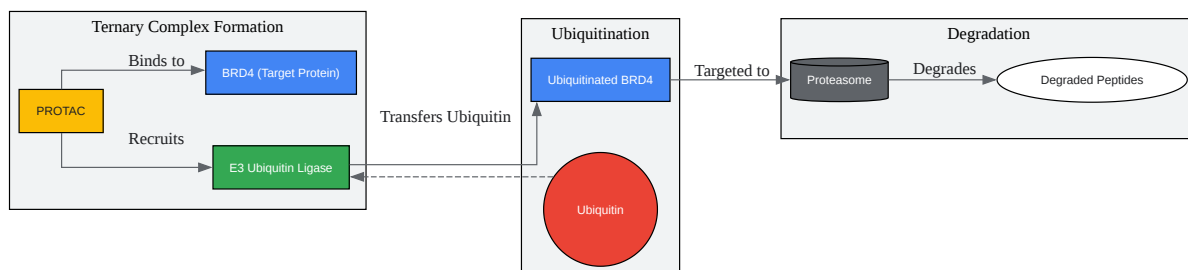 Ternary Complex Formation
Binds to
BRD4 (Target Protein)
PROTAC
Recruits
E3 Ubiquitin Ligase
Transfers Ubiquitin
Ubiquitination
Ubiquitinated BRD4
Ubiquitin
Targeted to
Degradation
Proteasome
Degrades
Degraded Peptides